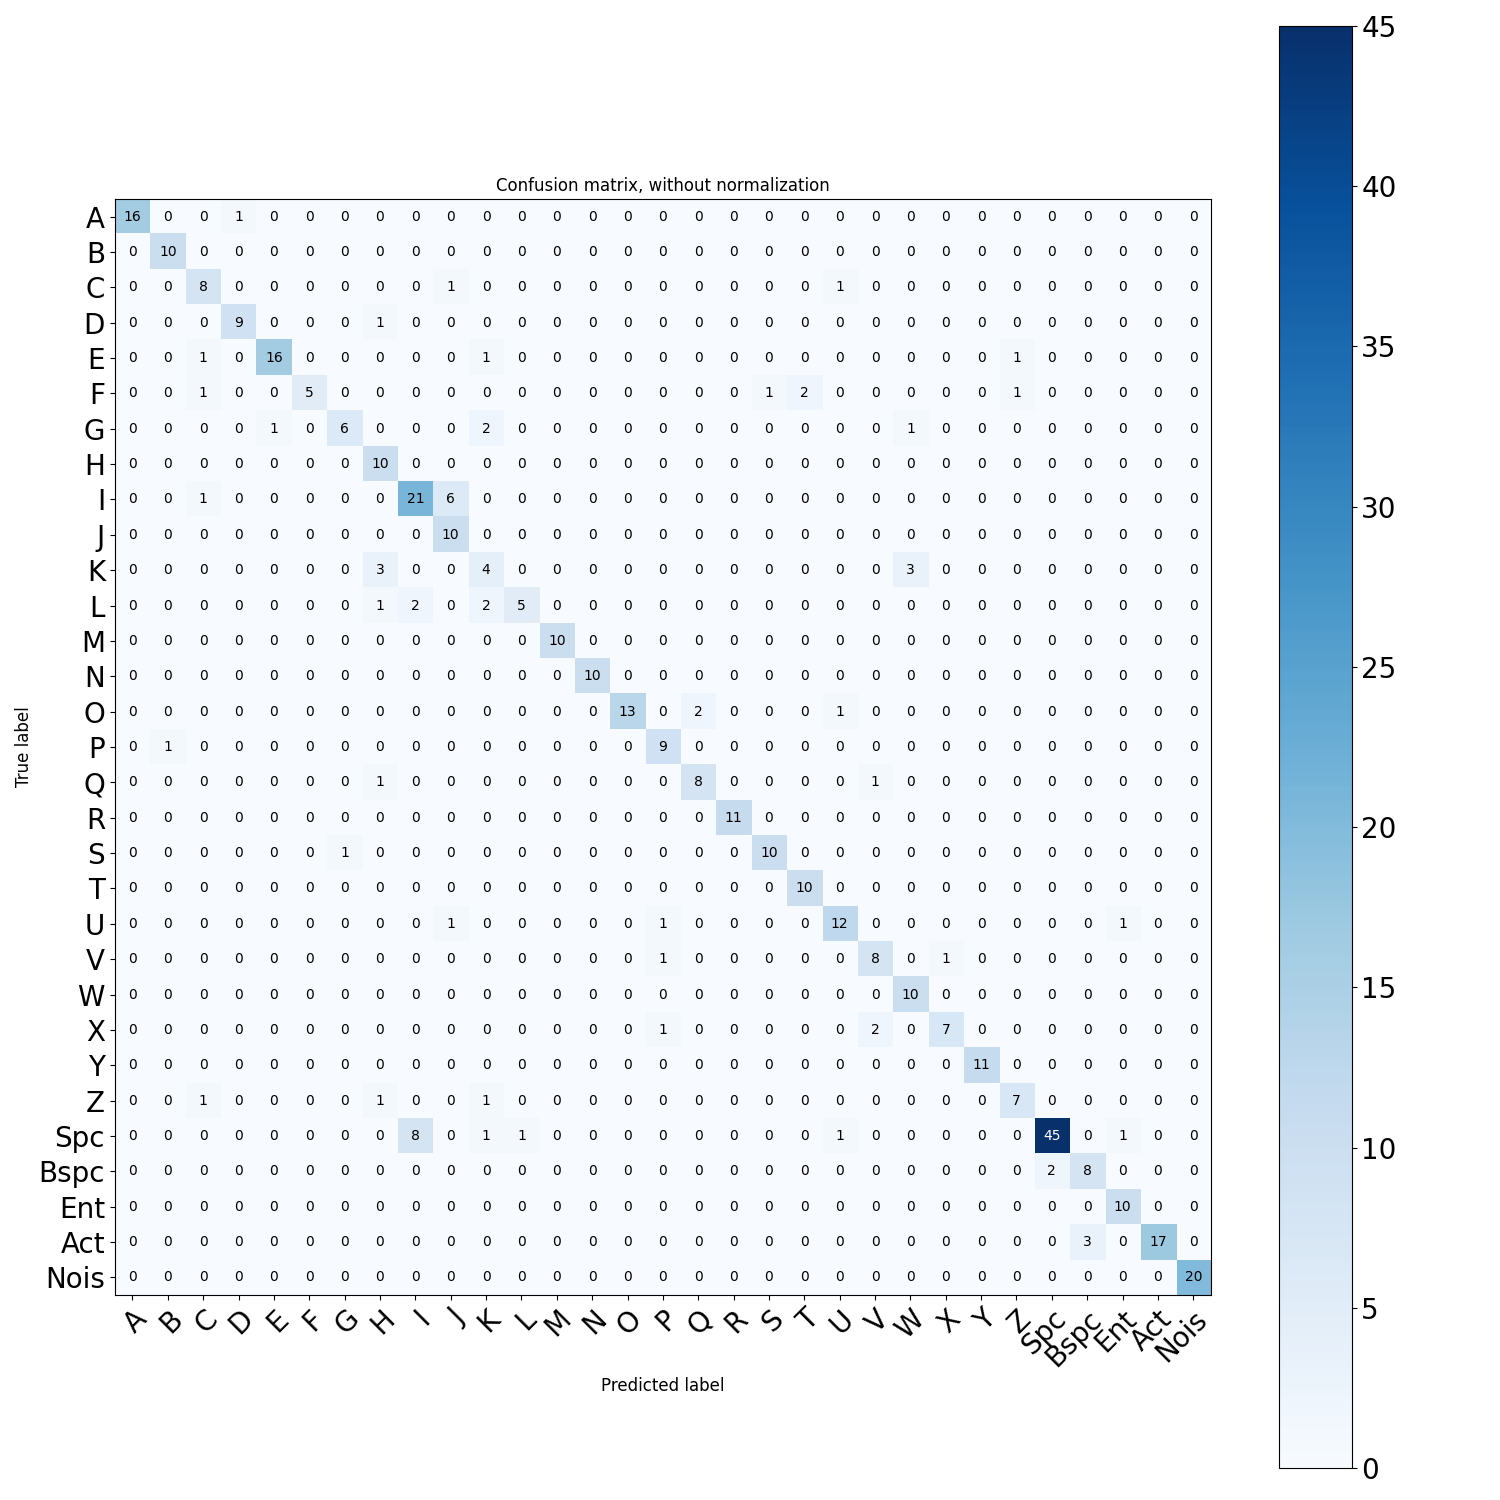 Confusion matrix, without normalization
A 16 0 0 1 0 0 0 0 0 0 0 0 0 0 0 0 0 0 0 0 0 0 0 0 0 0 0 0 0 0 0
B 0 10 0 0 0 0 0 0 0 0 0 0 0 0 0 0 0 0 0 0 0 0 0 0 0 0 0 0 0 0 0
C 0 0 8 0 0 0 0 0 0 1 0 0 0 0 0 0 0 0 0 0 1 0 0 0 0 0 0 0 0 0 0
D 0 0 0 9 0 0 0 1 0 0 0 0 0 0 0 0 0 0 0 0 0 0 0 0 0 0 0 0 0 0 0
E 0 0 1 0 16 0 0 0 0 0 1 0 0 0 0 0 0 0 0 0 0 0 0 0 0 1 0 0 0 0 0
F 0 0 1 0 0 5 0 0 0 0 0 0 0 0 0 0 0 0 1 2 0 0 0 0 0 1 0 0 0 0 0
G 0 0 0 0 1 0 6 0 0 0 2 0 0 0 0 0 0 0 0 0 0 0 1 0 0 0 0 0 0 0 0
H 0 0 0 0 0 0 0 10 0 0 0 0 0 0 0 0 0 0 0 0 0 0 0 0 0 0 0 0 0 0 0
I 0 0 1 0 0 0 0 0 21 6 0 0 0 0 0 0 0 0 0 0 0 0 0 0 0 0 0 0 0 0 0
J 0 0 0 0 0 0 0 0 0 10 0 0 0 0 0 0 0 0 0 0 0 0 0 0 0 0 0 0 0 0 0
K 0 0 0 0 0 0 0 3 0 0 4 0 0 0 0 0 0 0 0 0 0 0 3 0 0 0 0 0 0 0 0
L 0 0 0 0 0 0 0 1 2 0 2 5 0 0 0 0 0 0 0 0 0 0 0 0 0 0 0 0 0 0 0
M 0 0 0 0 0 0 0 0 0 0 0 0 10 0 0 0 0 0 0 0 0 0 0 0 0 0 0 0 0 0 0
N 0 0 0 0 0 0 0 0 0 0 0 0 0 10 0 0 0 0 0 0 0 0 0 0 0 0 0 0 0 0 0
O 0 0 0 0 0 0 0 0 0 0 0 0 0 0 13 0 2 0 0 0 1 0 0 0 0 0 0 0 0 0 0
P 0 1 0 0 0 0 0 0 0 0 0 0 0 0 0 9 0 0 0 0 0 0 0 0 0 0 0 0 0 0 0
Q 0 0 0 0 0 0 0 1 0 0 0 0 0 0 0 0 8 0 0 0 0 1 0 0 0 0 0 0 0 0 0
R 0 0 0 0 0 0 0 0 0 0 0 0 0 0 0 0 0 11 0 0 0 0 0 0 0 0 0 0 0 0 0
S 0 0 0 0 0 0 1 0 0 0 0 0 0 0 0 0 0 0 10 0 0 0 0 0 0 0 0 0 0 0 0
T 0 0 0 0 0 0 0 0 0 0 0 0 0 0 0 0 0 0 0 10 0 0 0 0 0 0 0 0 0 0 0
U 0 0 0 0 0 0 0 0 0 1 0 0 0 0 0 1 0 0 0 0 12 0 0 0 0 0 0 0 1 0 0
V 0 0 0 0 0 0 0 0 0 0 0 0 0 0 0 1 0 0 0 0 0 8 0 1 0 0 0 0 0 0 0
W 0 0 0 0 0 0 0 0 0 0 0 0 0 0 0 0 0 0 0 0 0 0 10 0 0 0 0 0 0 0 0
X 0 0 0 0 0 0 0 0 0 0 0 0 0 0 0 1 0 0 0 0 0 2 0 7 0 0 0 0 0 0 0
Y 0 0 0 0 0 0 0 0 0 0 0 0 0 0 0 0 0 0 0 0 0 0 0 0 11 0 0 0 0 0 0
Z 0 0 1 0 0 0 0 1 0 0 1 0 0 0 0 0 0 0 0 0 0 0 0 0 0 7 0 0 0 0 0
Spc 0 0 0 0 0 0 0 0 8 0 1 1 0 0 0 0 0 0 0 0 1 0 0 0 0 0 45 0 1 0 0
Bspc 0 0 0 0 0 0 0 0 0 0 0 0 0 0 0 0 0 0 0 0 0 0 0 0 0 0 2 8 0 0 0
Ent 0 0 0 0 0 0 0 0 0 0 0 0 0 0 0 0 0 0 0 0 0 0 0 0 0 0 0 0 10 0 0
Act 0 0 0 0 0 0 0 0 0 0 0 0 0 0 0 0 0 0 0 0 0 0 0 0 0 0 0 3 0 17 0
Nois 0 0 0 0 0 0 0 0 0 0 0 0 0 0 0 0 0 0 0 0 0 0 0 0 0 0 0 0 0 0 20
A B C D E F G H I J K L M N O P Q R S T U V W X Y Z Spc Bspc Ent Act Nois
Predicted label
True label
45
40
35
30
25
20
15
10
5
0